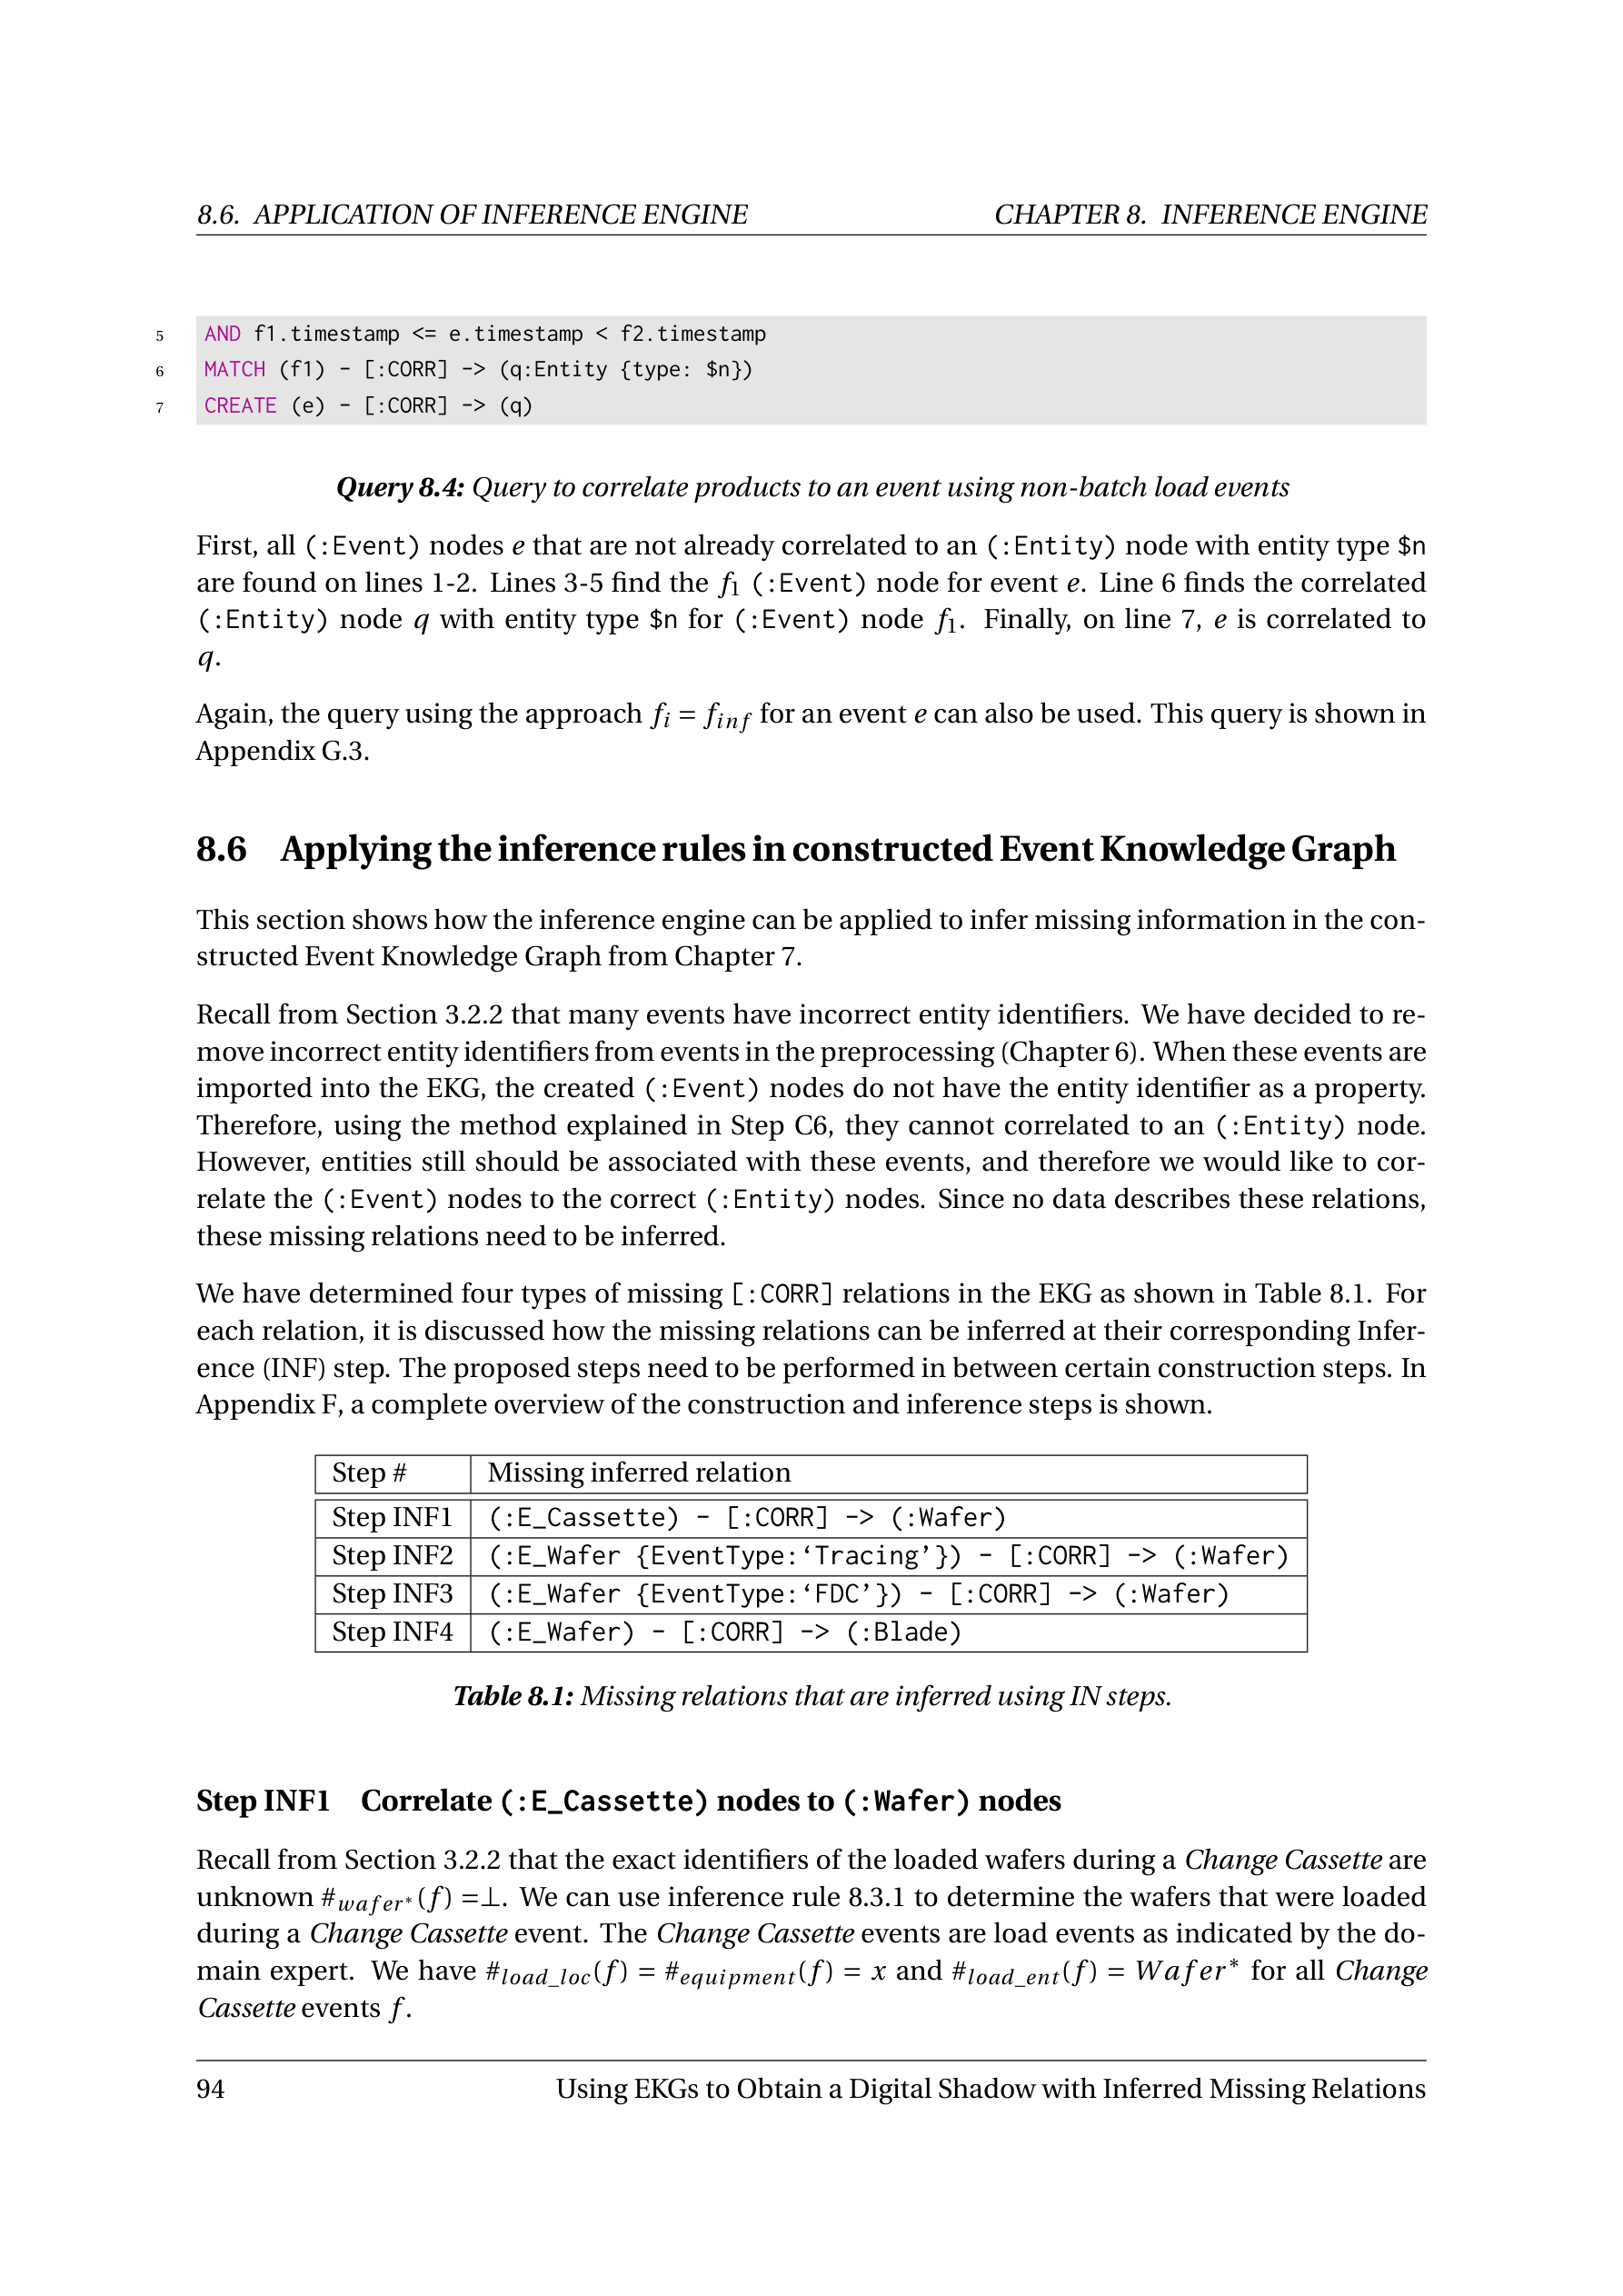 8.6. APPLICATION OF INFERENCE ENGINE CHAPTER 8. INFERENCE ENGINE
5 AND f1.timestamp <= e.timestamp < f2.timestamp
6 MATCH (f1) - [:CORR] -> (q:Entity {type: $n})
7 CREATE (e) - [:CORR] -> (q)
Query 8.4: Query to correlate products to an event using non-batch load events
First, all (:Event) nodes e that are not already correlated to an (:Entity) node with entity type $n
are found on lines 1-2. Lines 3-5 find the f1 (:Event) node for event e. Line 6 finds the correlated
(:Entity) node q with entity type $n for (:Event) node f1. Finally, on line 7, e is correlated to
q.
Again, the query using the approach fi = finf for an event e can also be used. This query is shown in
Appendix G.3.
8.6 Applying the inference rules in constructed Event Knowledge Graph
This section shows how the inference engine can be applied to infer missing information in the con-
structed Event Knowledge Graph from Chapter 7.
Recall from Section 3.2.2 that many events have incorrect entity identifiers. We have decided to re-
move incorrect entity identifiers from events in the preprocessing (Chapter 6). When these events are
imported into the EKG, the created (:Event) nodes do not have the entity identifier as a property.
Therefore, using the method explained in Step C6, they cannot correlated to an (:Entity) node.
However, entities still should be associated with these events, and therefore we would like to cor-
relate the (:Event) nodes to the correct (:Entity) nodes. Since no data describes these relations,
these missing relations need to be inferred.
We have determined four types of missing [:CORR] relations in the EKG as shown in Table 8.1. For
each relation, it is discussed how the missing relations can be inferred at their corresponding Infer-
ence (INF) step. The proposed steps need to be performed in between certain construction steps. In
Appendix F, a complete overview of the construction and inference steps is shown.
Step # Missing inferred relation
Step INF1 (:E_Cassette) - [:CORR] -> (:Wafer)
Step INF2 (:E_Wafer {EventType:‘Tracing’}) - [:CORR] -> (:Wafer)
Step INF3 (:E_Wafer {EventType:‘FDC’}) - [:CORR] -> (:Wafer)
Step INF4 (:E_Wafer) - [:CORR] -> (:Blade)
Table 8.1: Missing relations that are inferred using IN steps.
Step INF1 Correlate (:E_Cassette) nodes to (:Wafer) nodes
Recall from Section 3.2.2 that the exact identifiers of the loaded wafers during a Change Cassette are
unknown #wafer*(f) =⊥. We can use inference rule 8.3.1 to determine the wafers that were loaded
during a Change Cassette event. The Change Cassette events are load events as indicated by the do-
main expert. We have #load_loc(f) = #equipment(f) = x and #load_ent(f) = Wafer* for all Change
Cassette events f.
94 Using EKGs to Obtain a Digital Shadow with Inferred Missing Relations